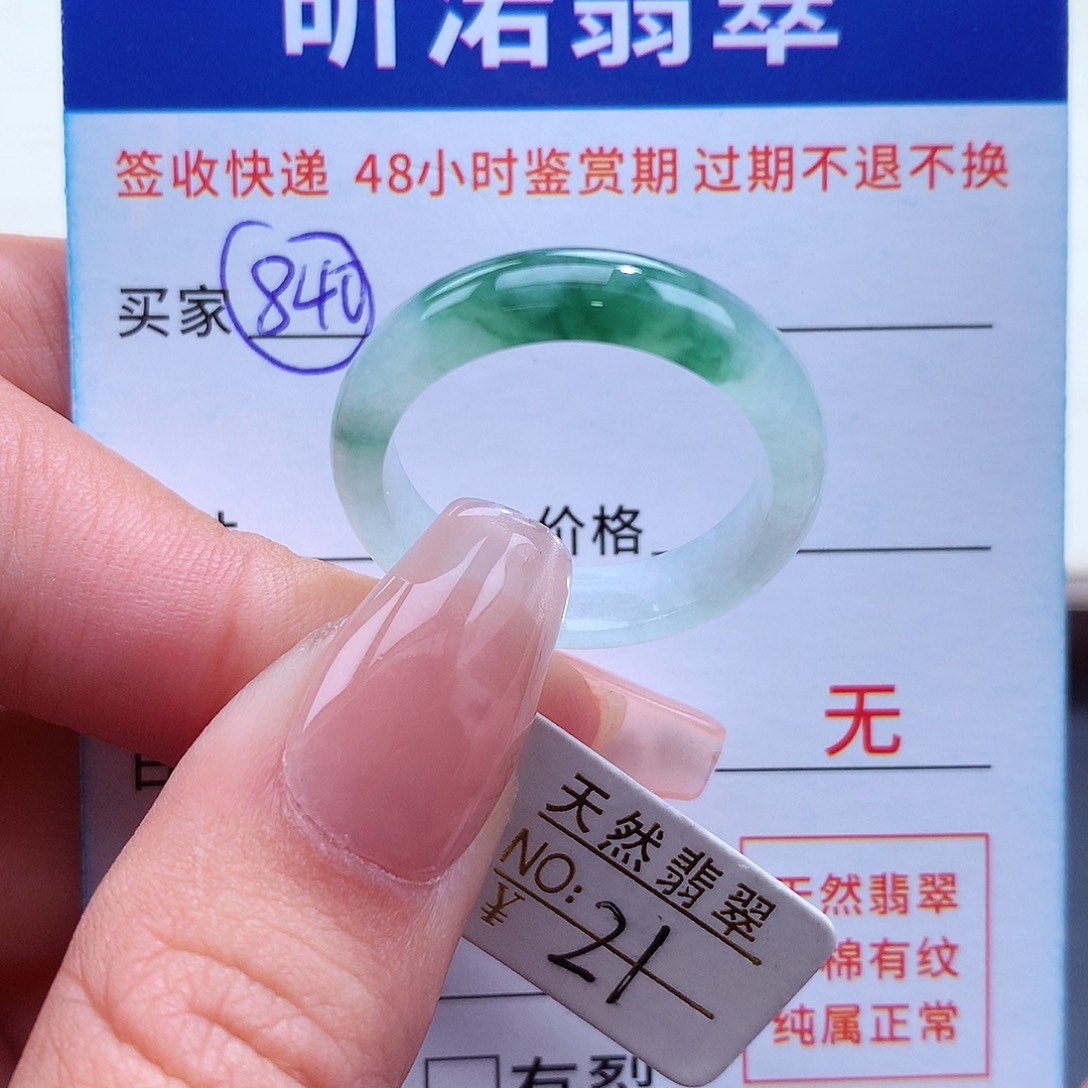 听诺翡翠
签收快递 48小时鉴赏期 过期不退不换
买家 840
价格
无
天然翡翠
NO: 21
天然翡翠
棉有纹
纯属正常
有裂